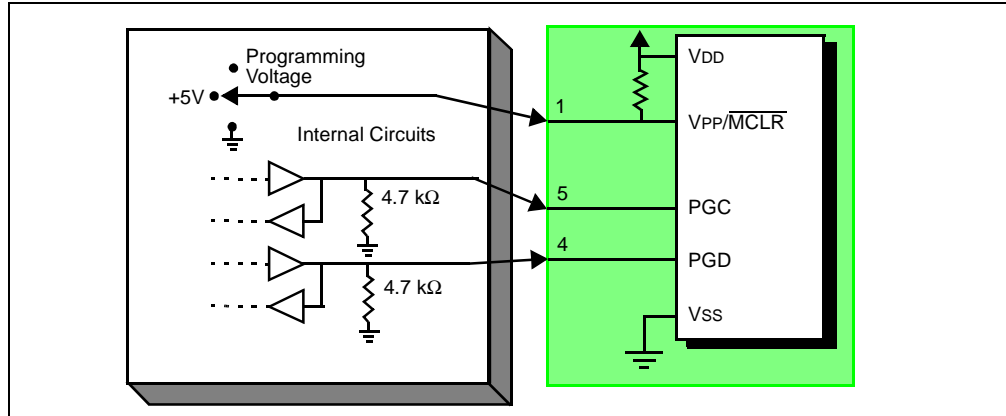 Programming
Voltage
+5V
Internal Circuits
4.7 kΩ
4.7 kΩ
1
5
4
VDD
VPP/MCLR
PGC
PGD
VSS